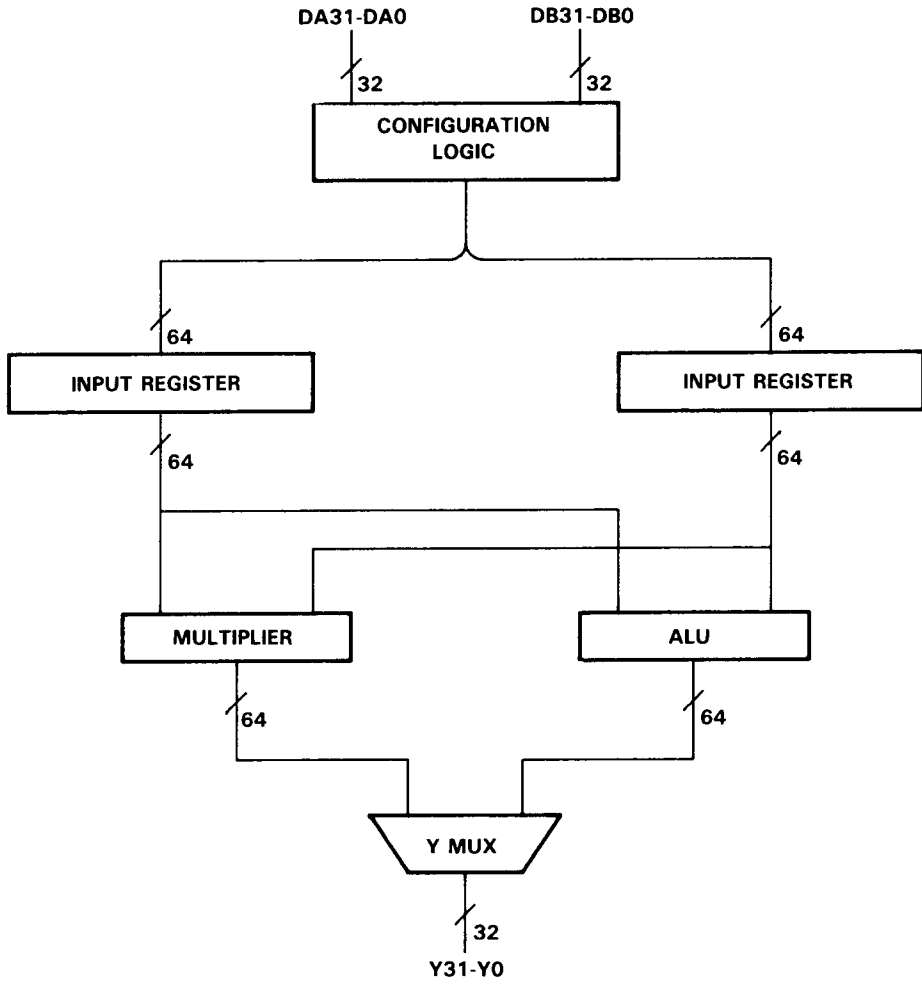 DA31-DA0
DB31-DB0
32
32
CONFIGURATION
LOGIC
64
64
INPUT REGISTER
INPUT REGISTER
64
64
MULTIPLIER
ALU
64
64
Y MUX
32
Y31-Y0